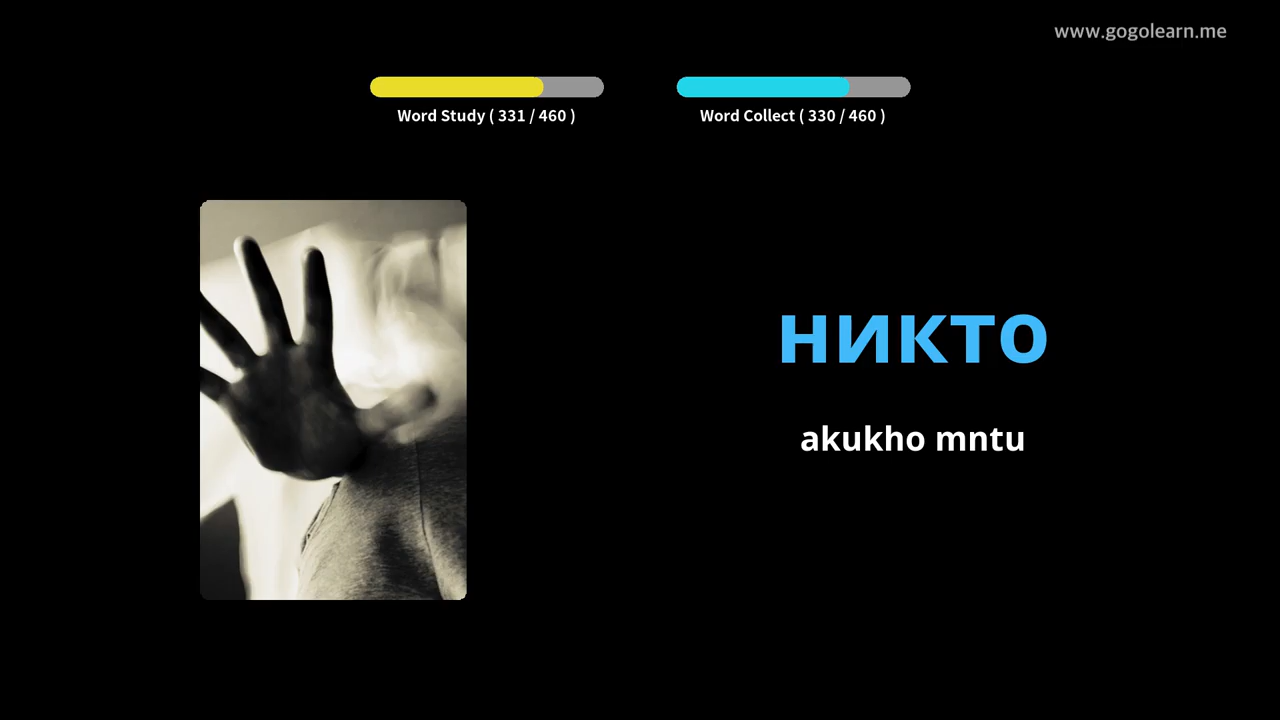 www.gogolearn.me
Word Study ( 331 / 460 )
Word Collect ( 330 / 460 )
никто
akukho mntu